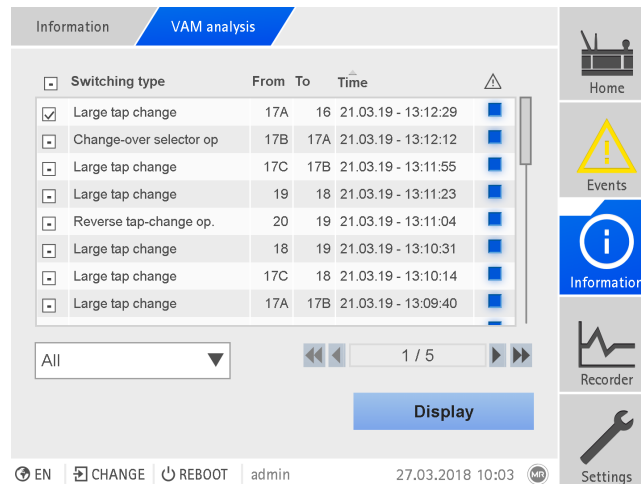 Information VAM analysis
Home
Switching type From To Time
Large tap change 17A 16 21.03.19 - 13:12:29
Change-over selector op 17B 17A 21.03.19 - 13:12:12
Large tap change 17C 17B 21.03.19 - 13:11:55
Events
Large tap change 19 18 21.03.19 - 13:11:23
Reverse tap-change op. 20 19 21.03.19 - 13:11:04
Large tap change 18 19 21.03.19 - 13:10:31
Large tap change 17C 18 21.03.19 - 13:10:14
Information
Large tap change 17A 17B 21.03.19 - 13:09:40
All
1 / 5
Recorder
Display
EN CHANGE REBOOT admin 27.03.2018 10:03 MR
Settings